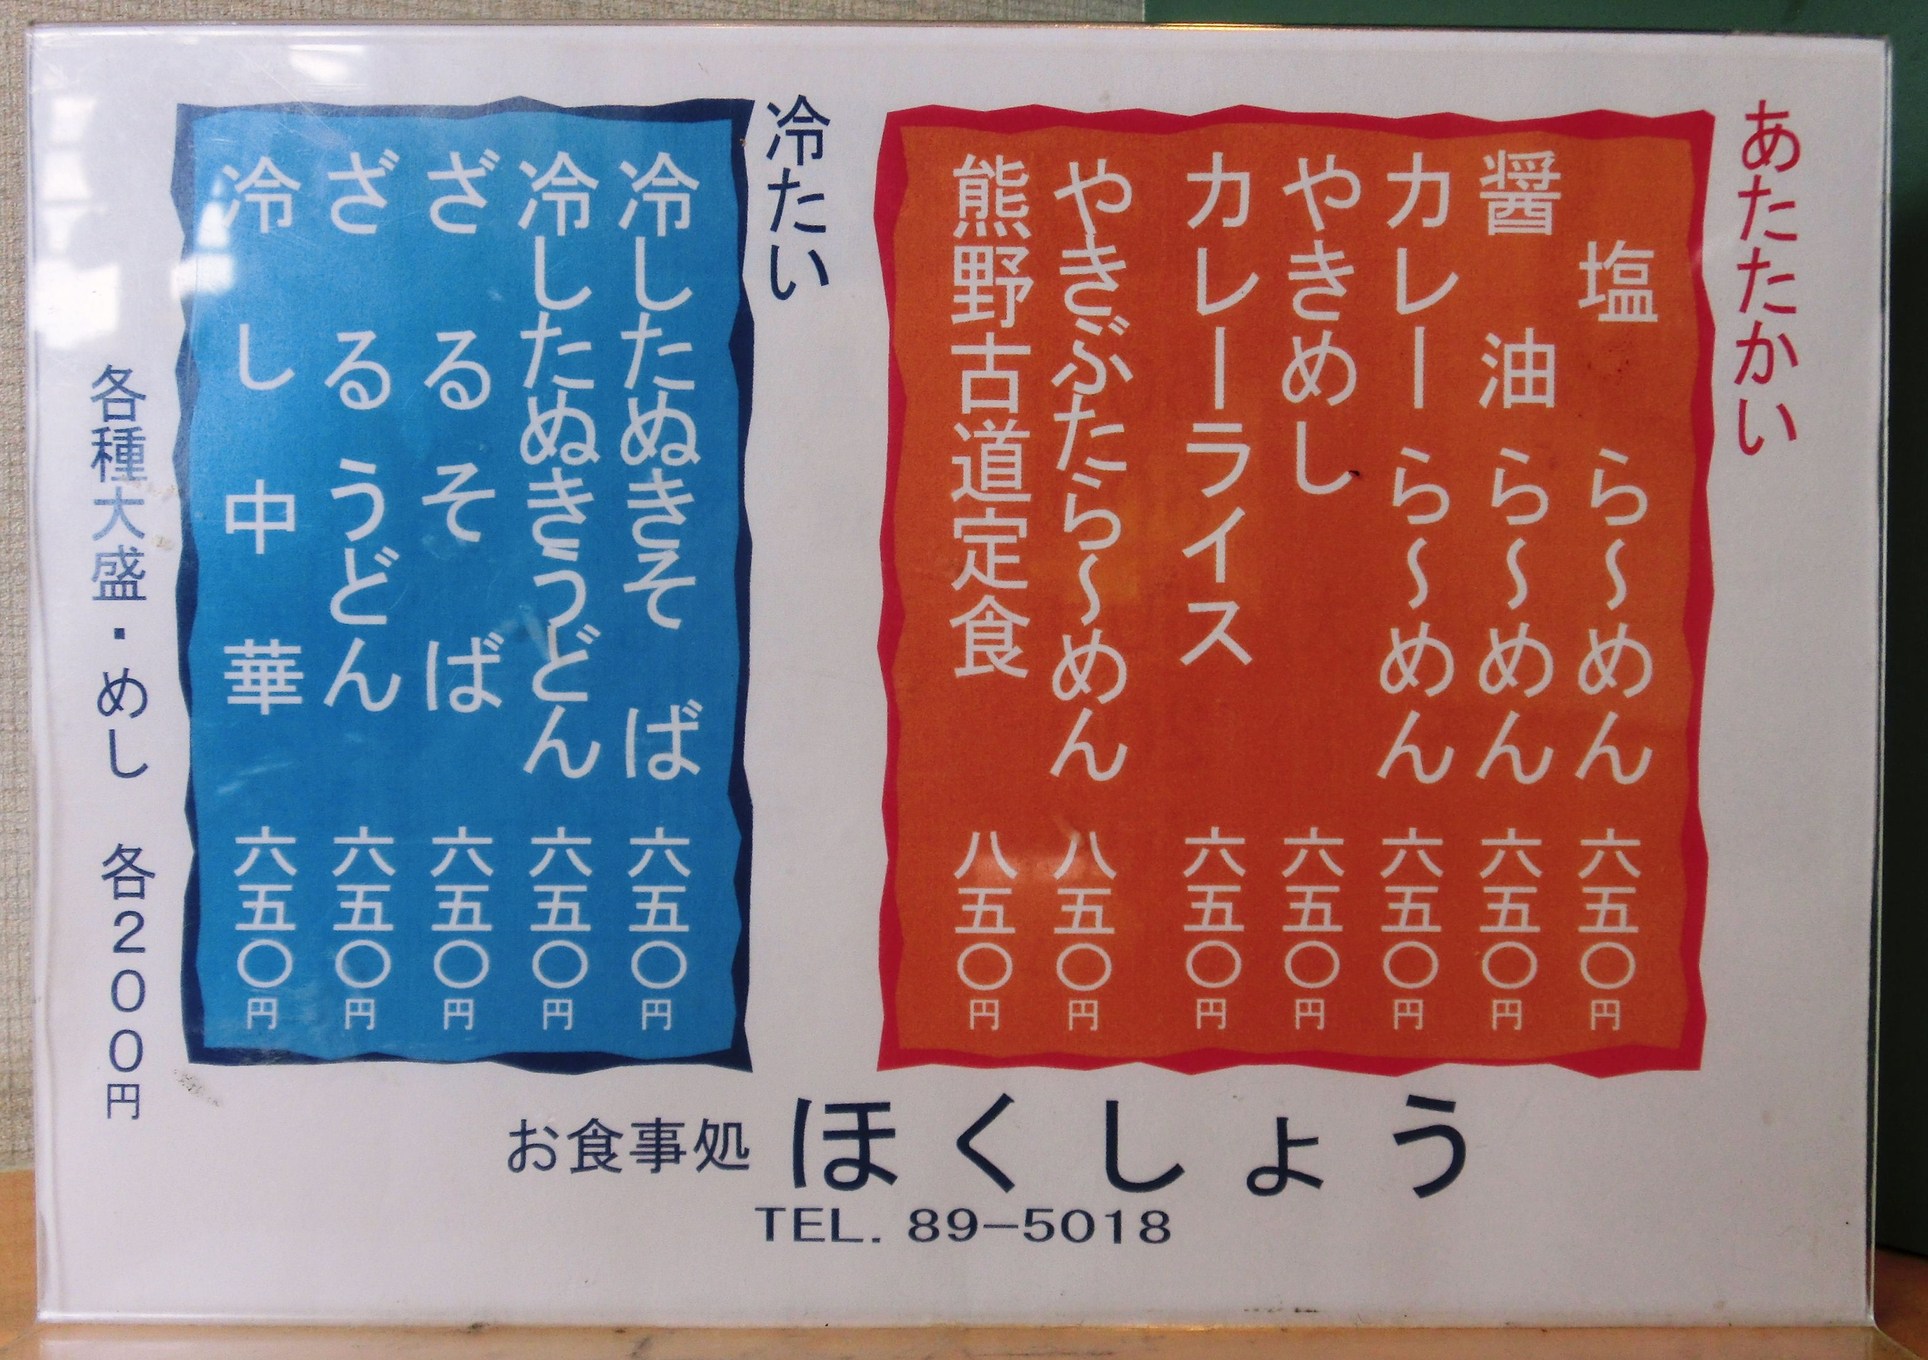 あたたかい
塩ら～めん 六五〇円
醤油ら～めん 六五〇円
カレーら～めん 六五〇円
やきめし 六五〇円
カレーライス 六五〇円
やきぶたら～めん 八五〇円
熊野古道定食 八五〇円
冷たい
冷したぬきそば 六五〇円
冷したぬきうどん 六五〇円
ざるそば 六五〇円
ざるうどん 六五〇円
冷し中華 六五〇円
各種大盛・めし 各２００円
お食事処 ほくしょう
TEL. 89-5018